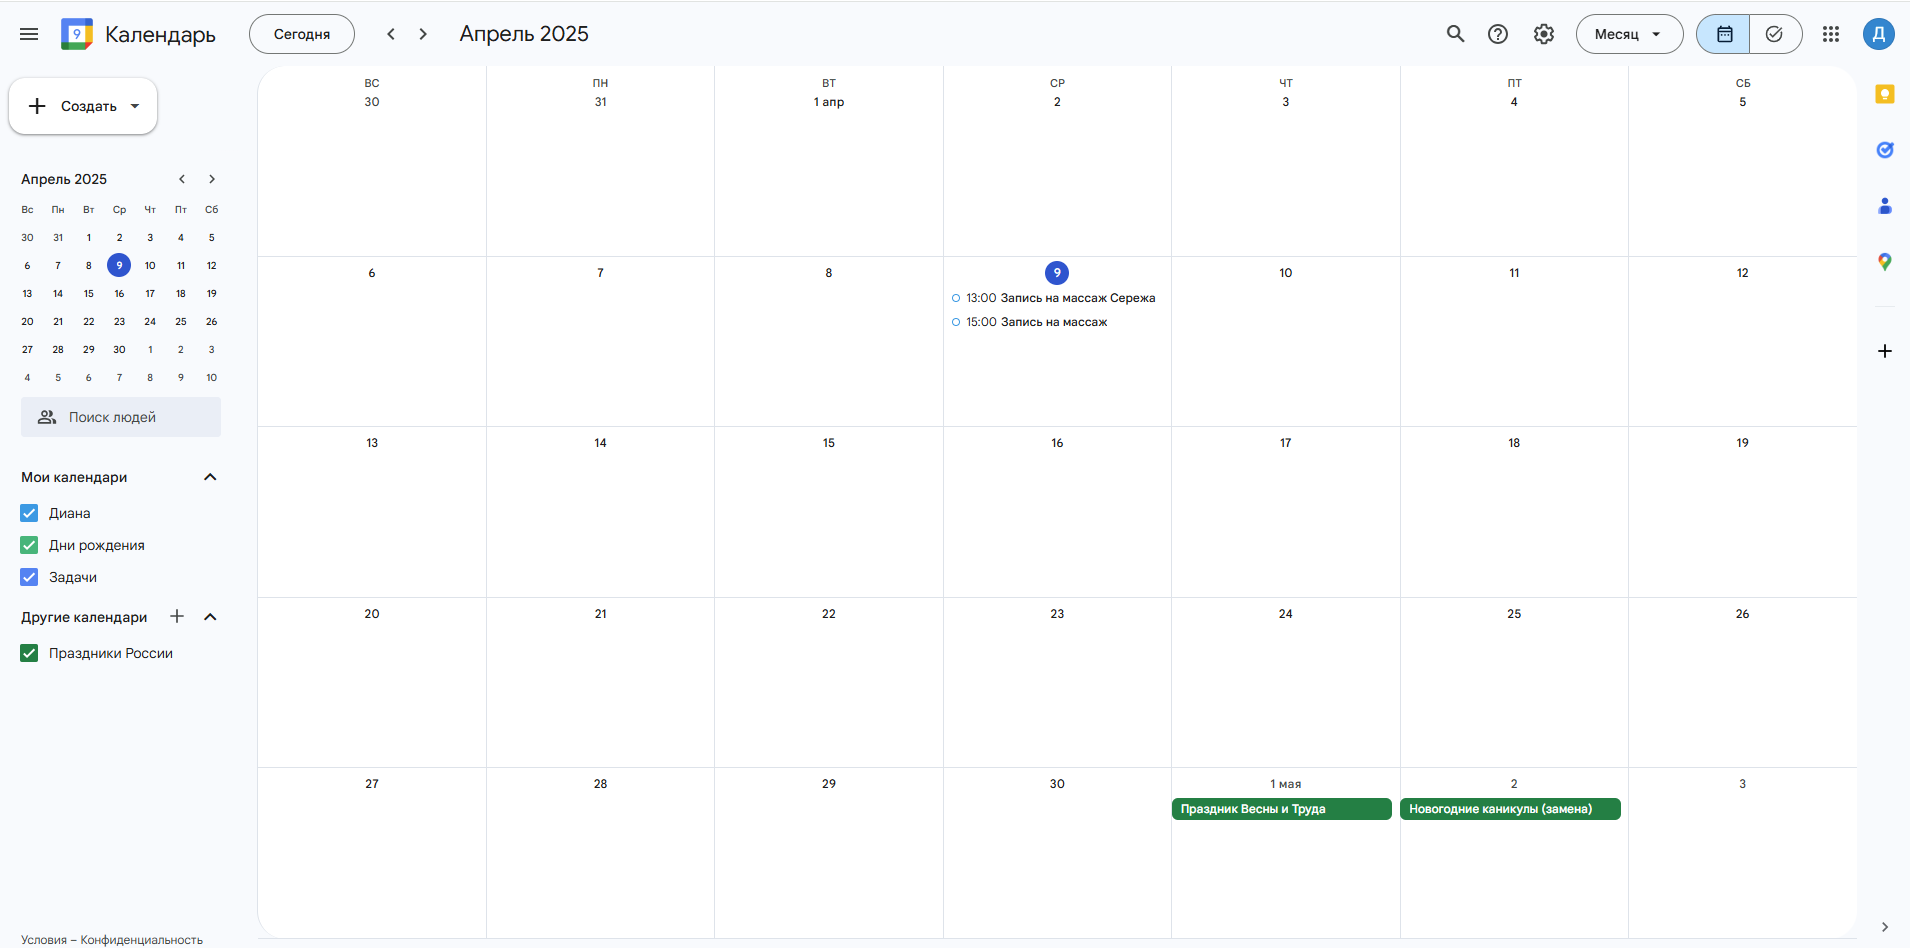 9 Календарь Сегодня Апрель 2025 Месяц Д
Создать
Апрель 2025
Вс Пн Вт Ср Чт Пт Сб
30 31 1 2 3 4 5
6 7 8 9 10 11 12
13 14 15 16 17 18 19
20 21 22 23 24 25 26
27 28 29 30 1 2 3
4 5 6 7 8 9 10
Поиск людей
Мои календари
Диана
Дни рождения
Задачи
Другие календари
Праздники России
Условия – Конфиденциальность
ВС ПН ВТ СР ЧТ ПТ СБ
30 31 1 апр 2 3 4 5
6 7 8 9 10 11 12
13:00 Запись на массаж Сережа
15:00 Запись на массаж
13 14 15 16 17 18 19
20 21 22 23 24 25 26
27 28 29 30 1 мая 2 3
Праздник Весны и Труда Новогодние каникулы (замена)